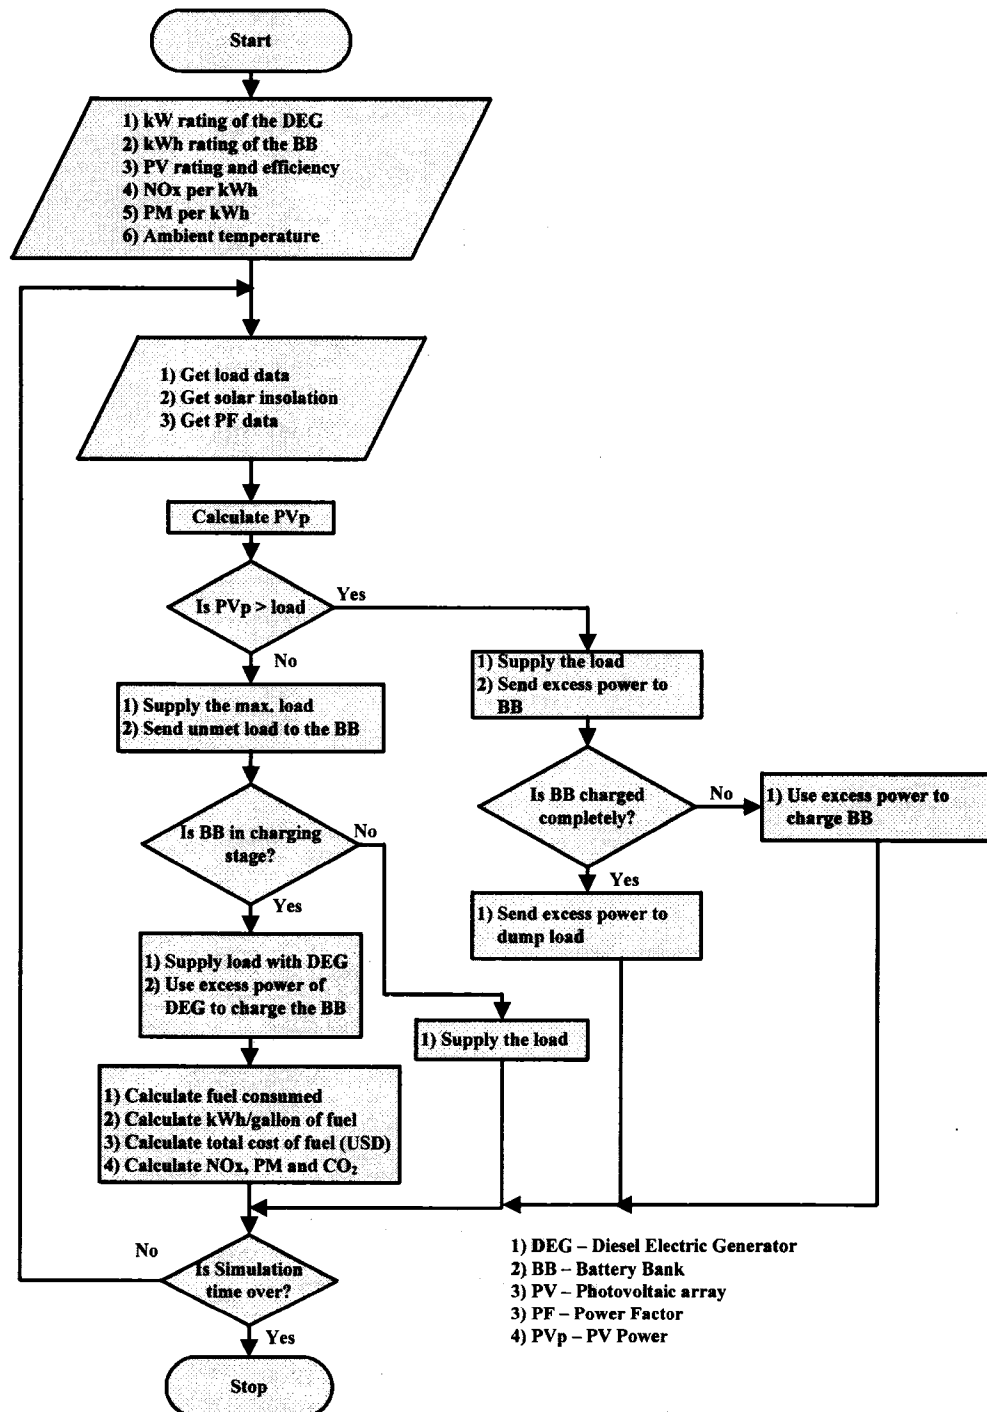 Start
1) kW rating of the DEG
2) kWh rating of the BB
3) PV rating and efficiency
4) NOx per kWh
5) PM per kWh
6) Ambient temperature
1) Get load data
2) Get solar insolation
3) Get PF data
Calculate PVp
Is PVp > load
Yes
No
1) Supply the load
2) Send excess power to
BB
1) Supply the max. load
2) Send unmet load to the BB
Is BB charged
completely?
No
1) Use excess power to
charge BB
Is BB in charging
stage?
No
Yes
Yes
1) Send excess power to
dump load
1) Supply load with DEG
2) Use excess power of
DEG to charge the BB
1) Supply the load
1) Calculate fuel consumed
2) Calculate kWh/gallon of fuel
3) Calculate total cost of fuel (USD)
4) Calculate NOx, PM and CO₂
No
Is Simulation
time over?
Yes
Stop
1) DEG – Diesel Electric Generator
2) BB – Battery Bank
3) PV – Photovoltaic array
3) PF – Power Factor
4) PVp – PV Power